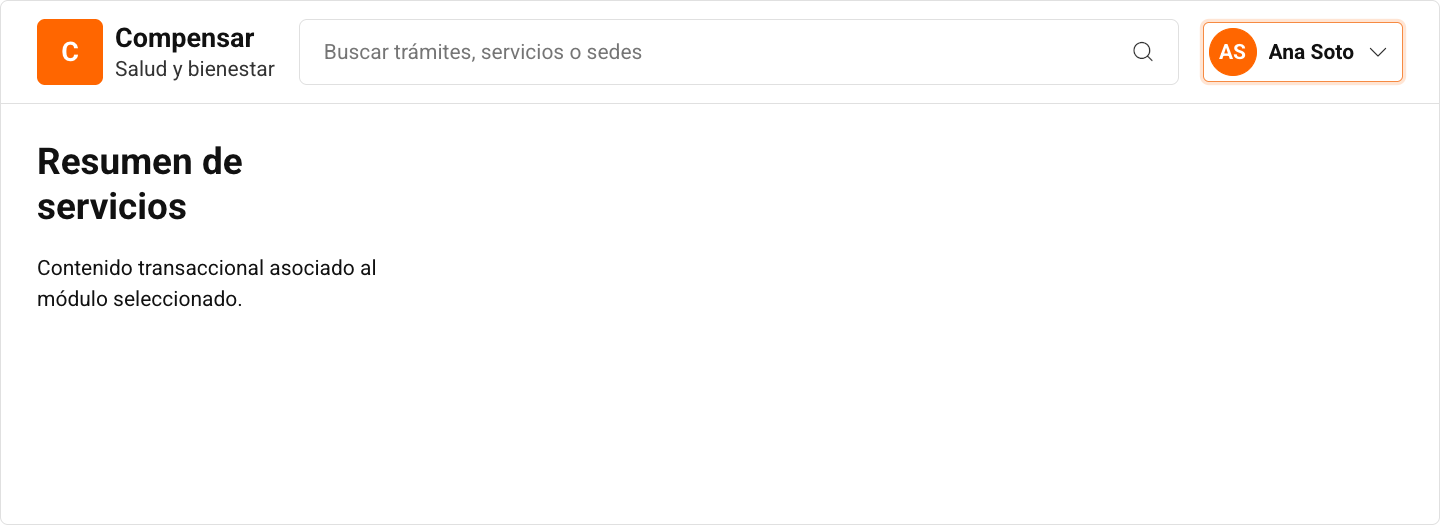 C
Compensar
Salud y bienestar
Buscar trámites, servicios o sedes
AS
Ana Soto
Resumen de
servicios
Contenido transaccional asociado al
módulo seleccionado.